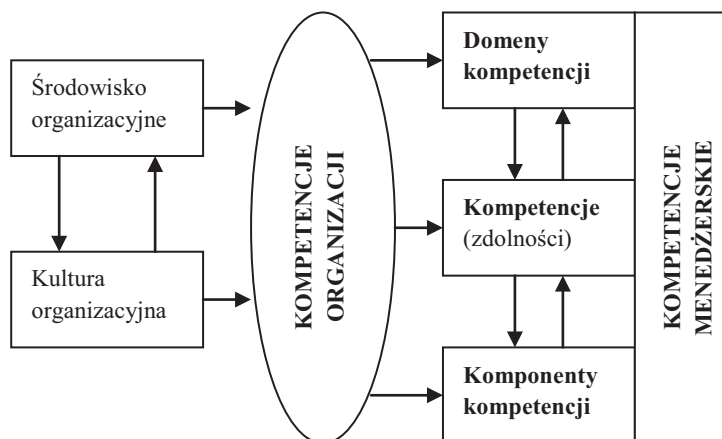 Środowisko
organizacyjne
Kultura
organizacyjna
KOMPETENCJE
ORGANIZACJI
Domeny
kompetencji
Kompetencje
(zdolności)
Komponenty
kompetencji
KOMPETENCJE
MENEDŻERSKIE